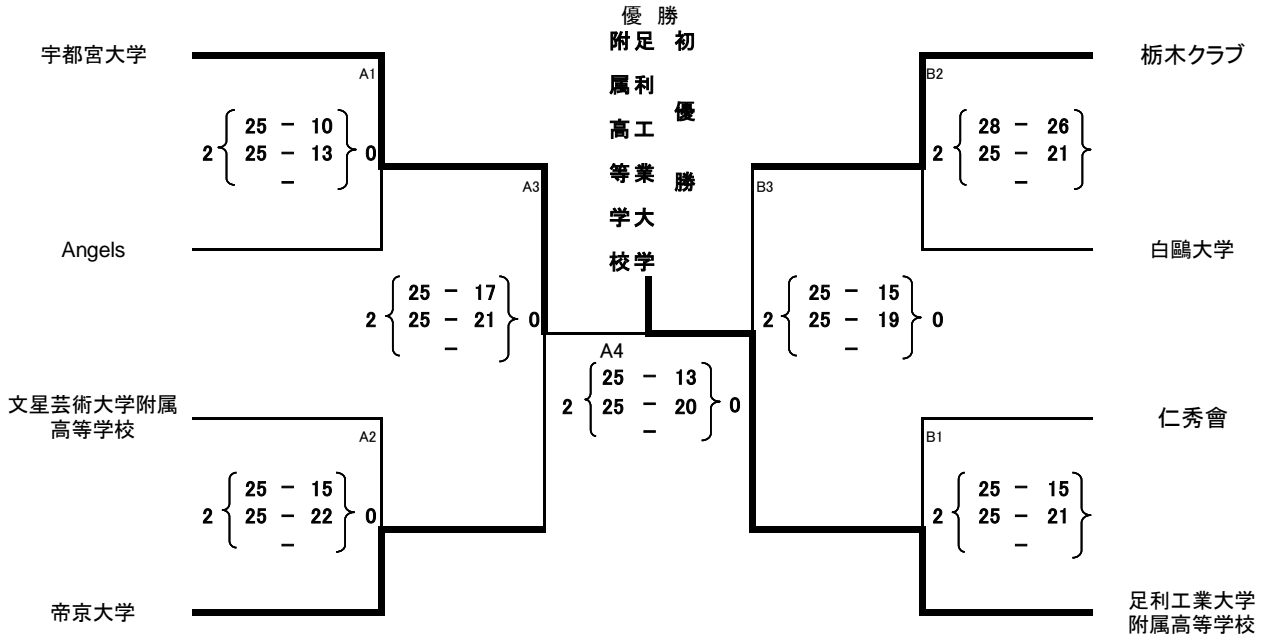 優 勝
足利工業大学
附属高等学校
初優勝
宇都宮大学
A1
2 25 − 10 0
25 − 13
−
Angels
A3
2 25 − 17 0
25 − 21
−
文星芸術大学附属
高等学校
A2
2 25 − 15 0
25 − 22
−
帝京大学
A4
2 25 − 13 0
25 − 20
−
栃木クラブ
B2
2 28 − 26
25 − 21
−
白鷗大学
B3
2 25 − 15 0
25 − 19
−
仁秀會
B1
2 25 − 15
25 − 21
−
足利工業大学
附属高等学校